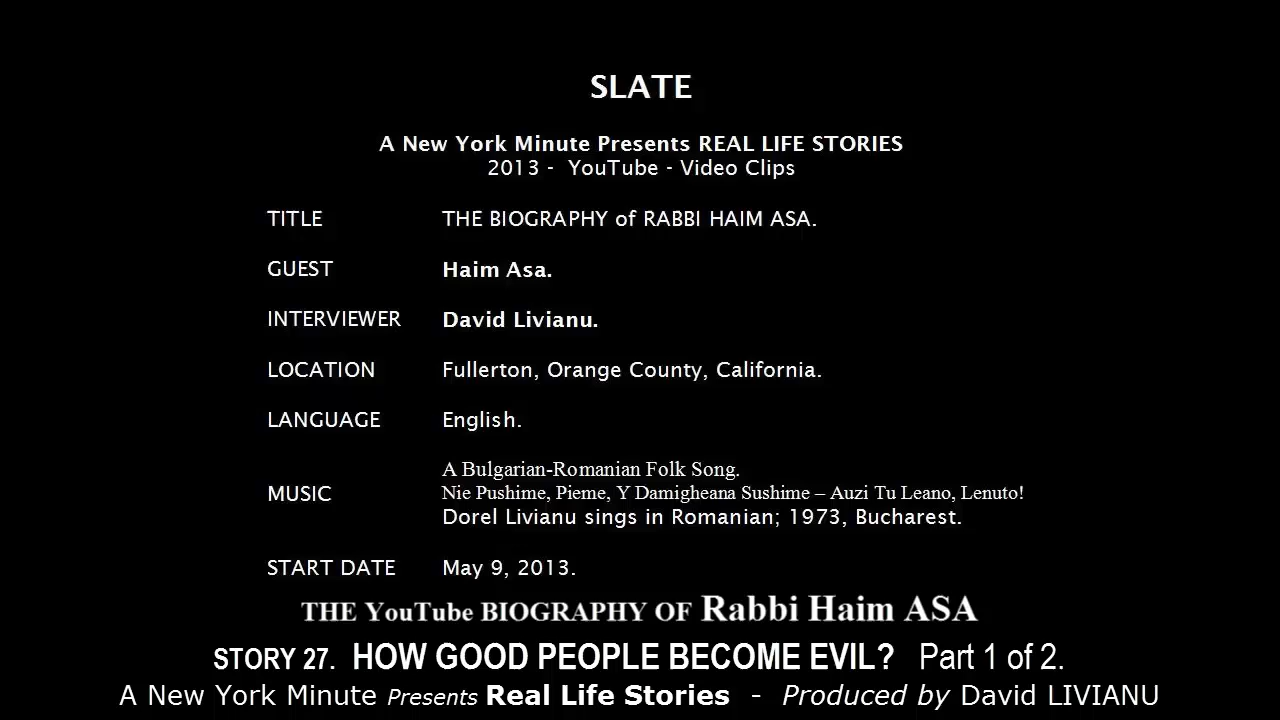 SLATE
A New York Minute Presents REAL LIFE STORIES
2013 - YouTube - Video Clips
TITLE THE BIOGRAPHY of RABBI HAIM ASA.
GUEST Haim Asa.
INTERVIEWER David Livianu.
LOCATION Fullerton, Orange County, California.
LANGUAGE English.
A Bulgarian-Romanian Folk Song.
MUSIC Nie Pushime, Pieme, Y Damigheana Sushime – Auzi Tu Leano, Lenuto!
Dorel Livianu sings in Romanian; 1973, Bucharest.
START DATE May 9, 2013.
THE YouTube BIOGRAPHY OF Rabbi Haim ASA
STORY 27. HOW GOOD PEOPLE BECOME EVIL? Part 1 of 2.
A New York Minute Presents Real Life Stories - Produced by David LIVIANU